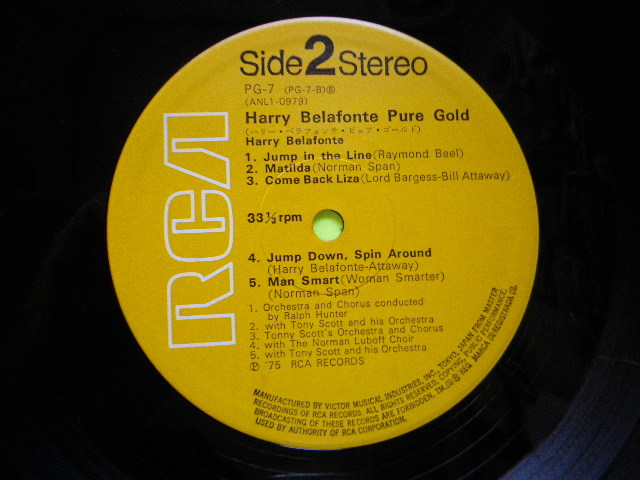 Side 2 Stereo
PG-7 (PG-7-B)Ⓢ
(ANL1-0979)
Harry Belafonte Pure Gold
(ハリー・ベラフォンテ・ピュア・ゴールド)
Harry Belafonte
1. Jump in the Line (Raymond Beel)
2. Matilda (Norman Span)
3. Come Back Liza (Lord Bargess-Bill Attaway)
33 1/3 rpm
4. Jump Down, Spin Around
(Harry Belafonte-Attaway)
5. Man Smart (Woman Smarter)
(Norman Span)
1. Orchestra and Chorus conducted
by Ralph Hunter
2. with Tony Scott and his Orchestra
3. Tonny Scott's Orchestra and Chorus
4. with The Norman Luboff Choir
5. with Tony Scott and his Orchestra
Ⓟ '75 RCA RECORDS
RCA
MANUFACTURED BY VICTOR MUSICAL INDUSTRIES, INC., TOKYO, JAPAN FROM MASTER
RECORDINGS OF RCA RECORDS. ALL RIGHTS RESERVED, COPYING, PUBLIC PERFORMANCE,
BROADCASTING OF THESE RECORDS ARE FORBIDDEN. TM.(S) ® RCA MARCA (S) REGISTRADA (S)
USED BY AUTHORITY OF RCA CORPORATION.